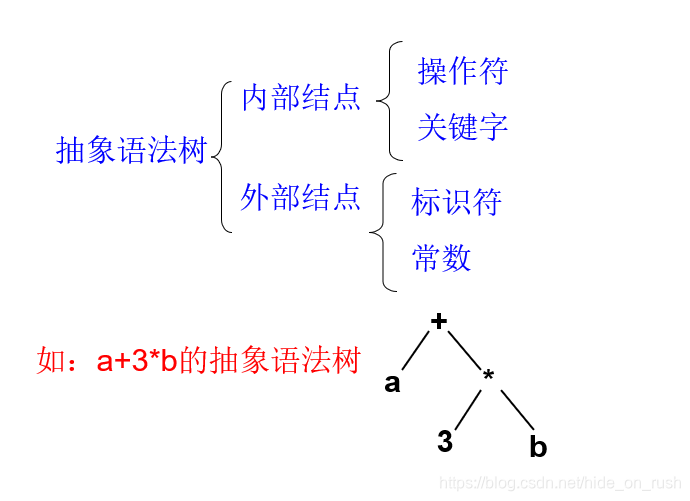 操作符
内部结点
关键字
抽象语法树
外部结点
标识符
常数
+
如：a+3*b的抽象语法树
a
*
3
b
https://blog.csdn.net/hide_on_rush